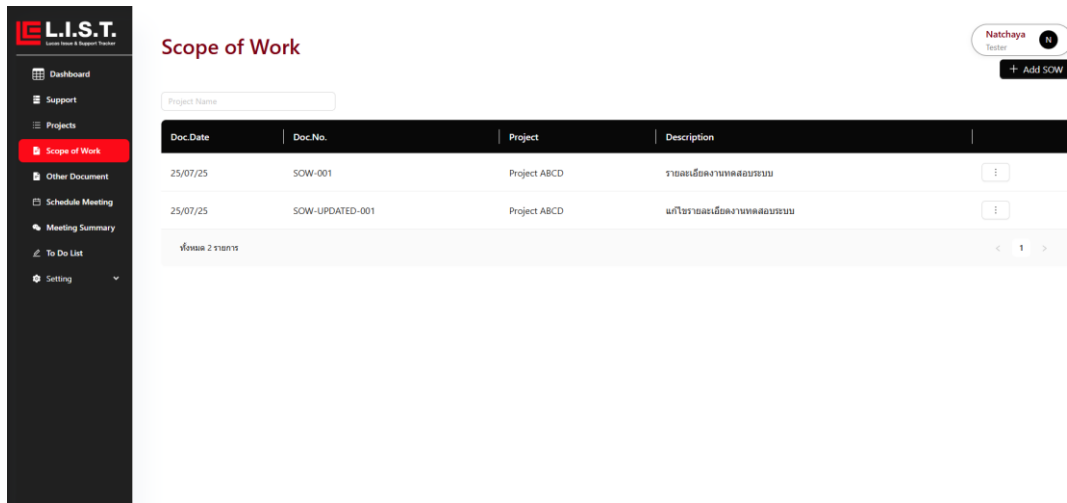 L.I.S.T.
Lucas Issue & Support Tracker
Dashboard
Support
Projects
Scope of Work
Other Document
Schedule Meeting
Meeting Summary
To Do List
Setting
Scope of Work
Natchaya
Tester
N
+ Add SOW
Project Name
Doc.Date Doc.No. Project Description
25/07/25 SOW-001 Project ABCD รายละเอียดงานทดสอบระบบ
25/07/25 SOW-UPDATED-001 Project ABCD แก้ไขรายละเอียดงานทดสอบระบบ
ทั้งหมด 2 รายการ
< 1 >